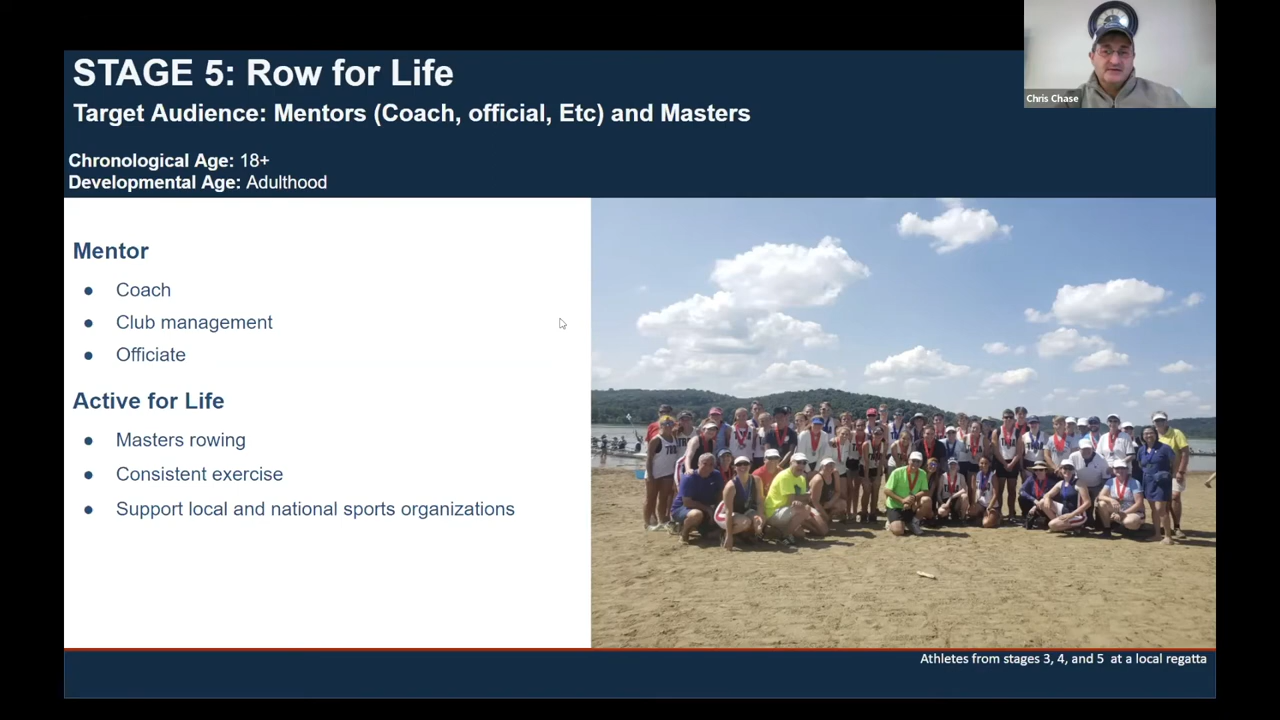 STAGE 5: Row for Life
Target Audience: Mentors (Coach, official, Etc) and Masters
Chronological Age: 18+
Developmental Age: Adulthood
Chris Chase
Mentor
● Coach
● Club management
● Officiate
Active for Life
● Masters rowing
● Consistent exercise
● Support local and national sports organizations
Athletes from stages 3, 4, and 5 at a local regatta